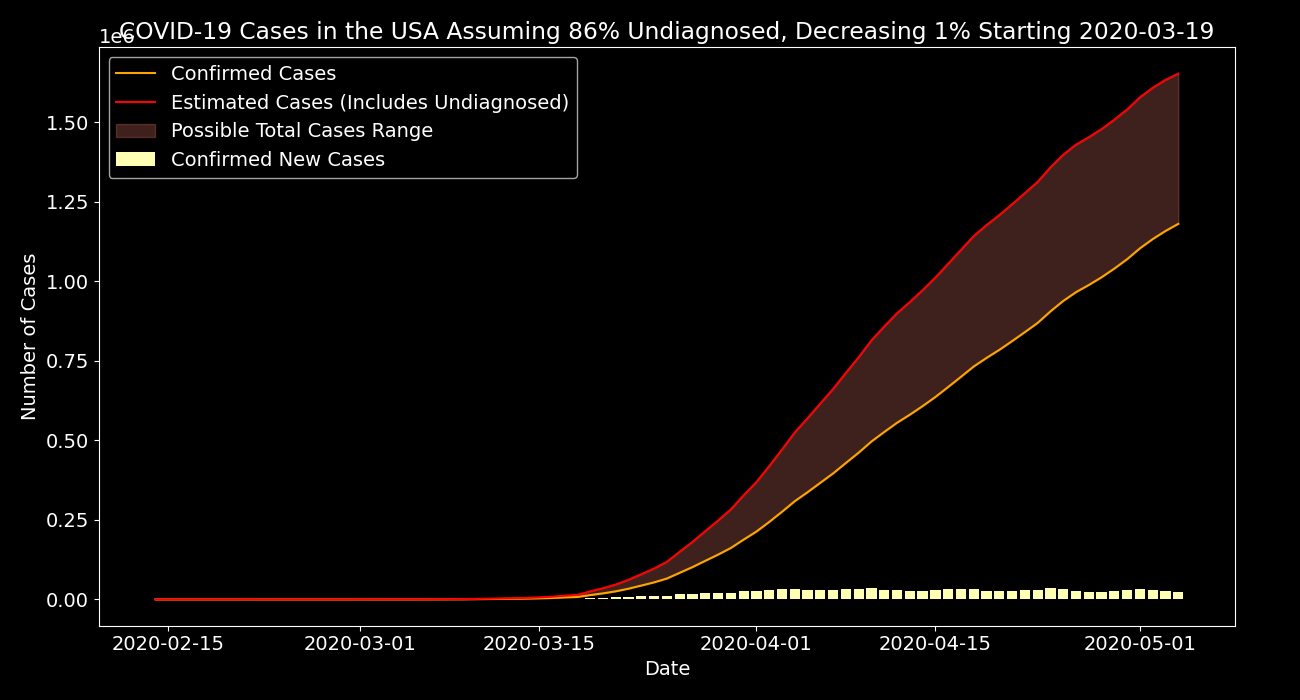 COVID-19 Cases in the USA Assuming 86% Undiagnosed, Decreasing 1% Starting 2020-03-19
1e6
Confirmed Cases
Estimated Cases (Includes Undiagnosed)
Possible Total Cases Range
Confirmed New Cases
Number of Cases
1.50
1.25
1.00
0.75
0.50
0.25
0.00
2020-02-15 2020-03-01 2020-03-15 2020-04-01 2020-04-15 2020-05-01
Date